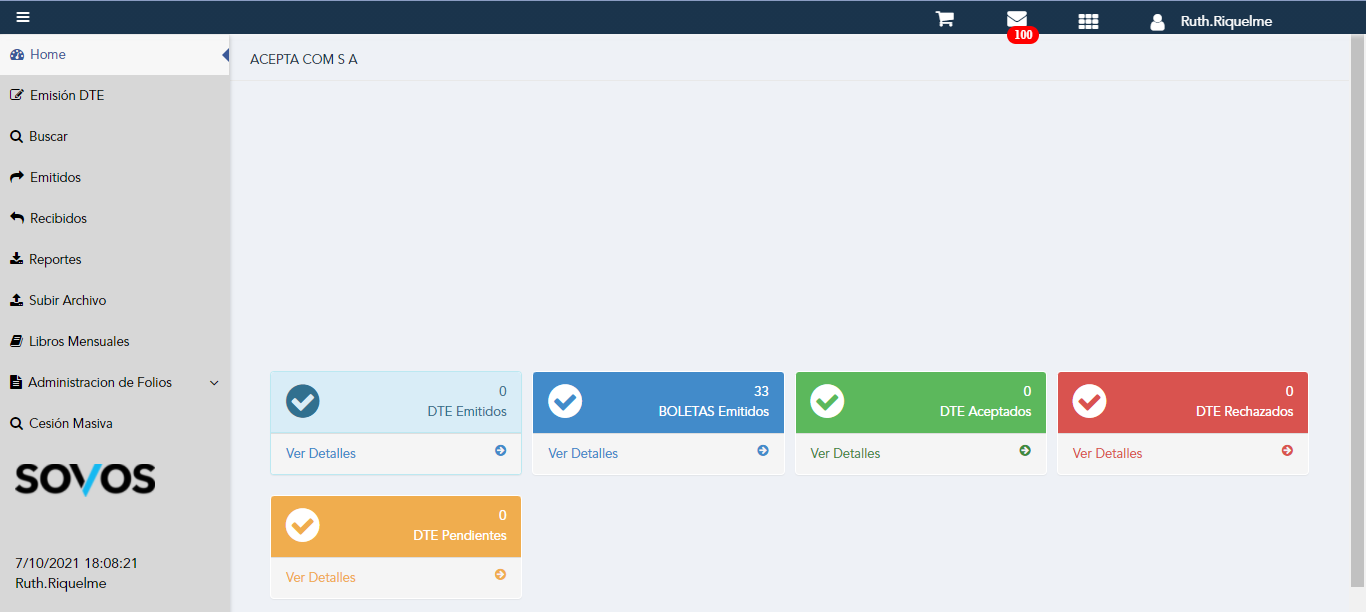 100
Ruth.Riquelme
Home
ACEPTA COM S A
Emisión DTE
Buscar
Emitidos
Recibidos
Reportes
Subir Archivo
Libros Mensuales
Administracion de Folios
Cesión Masiva
SOVOS
7/10/2021 18:08:21
Ruth.Riquelme
0
DTE Emitidos
Ver Detalles
33
BOLETAS Emitidos
Ver Detalles
0
DTE Aceptados
Ver Detalles
0
DTE Rechazados
Ver Detalles
0
DTE Pendientes
Ver Detalles